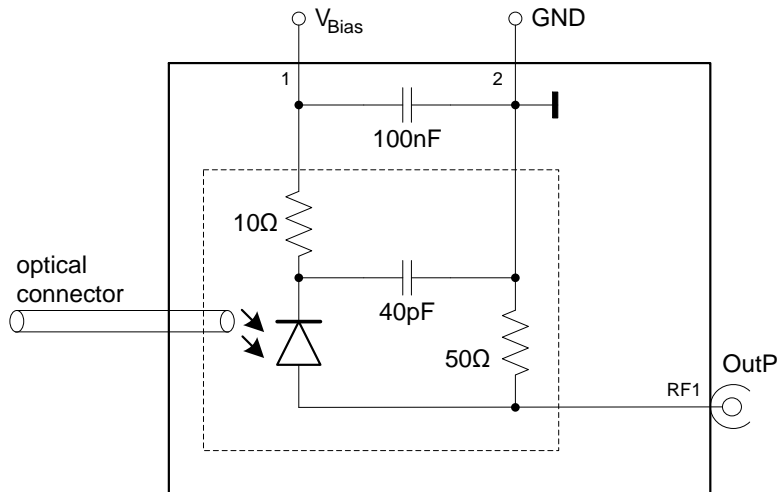 V_Bias
GND
1
2
100nF
10Ω
optical
connector
40pF
50Ω
OutP
RF1